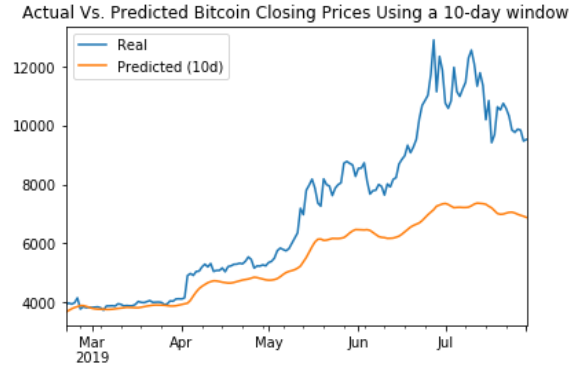 Actual Vs. Predicted Bitcoin Closing Prices Using a 10-day window
Real
Predicted (10d)
12000
10000
8000
6000
4000
Mar Apr May Jun Jul
2019